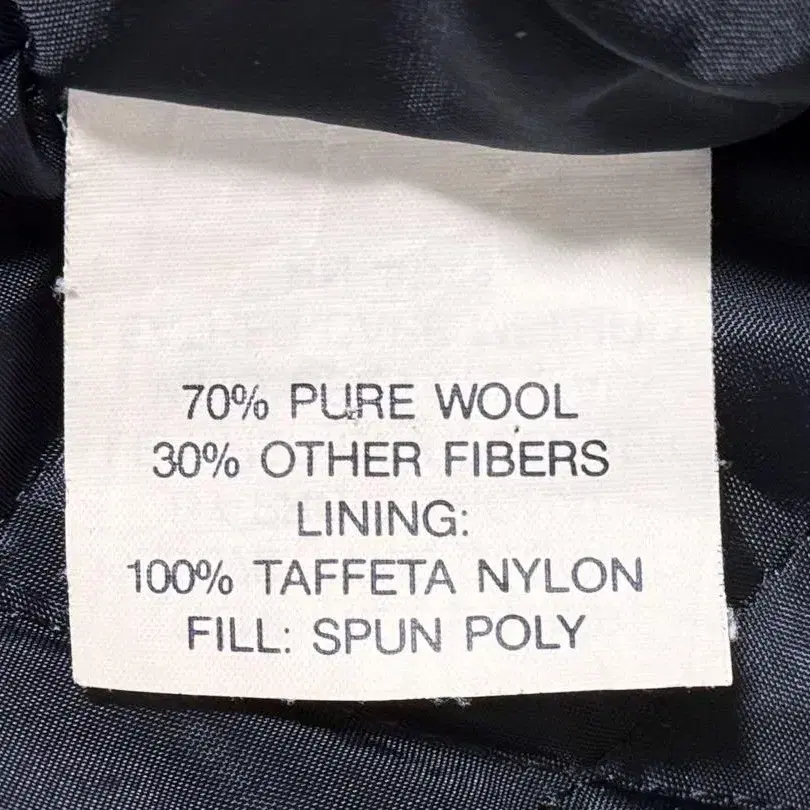 70% PURE WOOL
30% OTHER FIBERS
LINING:
100% TAFFETA NYLON
FILL: SPUN POLY